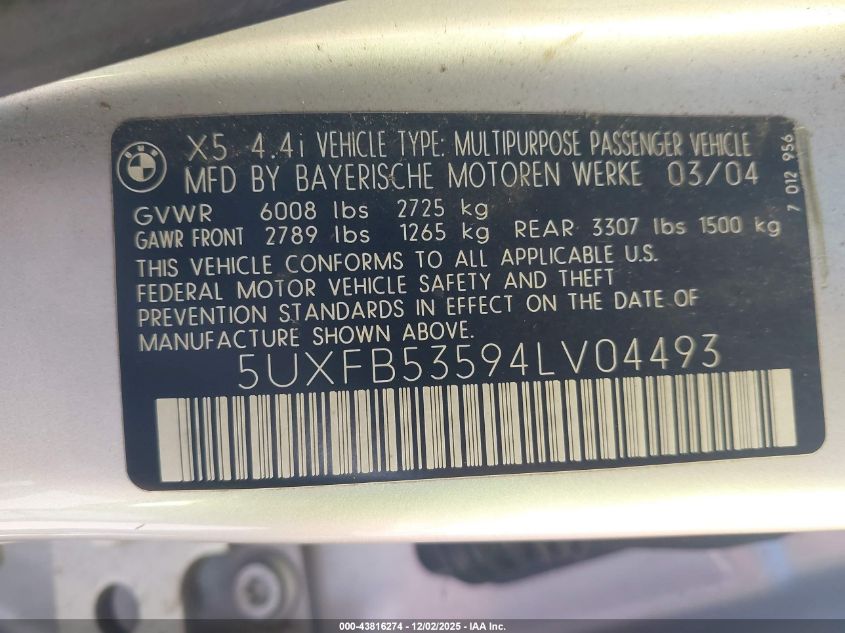 BMW
X5 4.4i VEHICLE TYPE: MULTIPURPOSE PASSENGER VEHICLE
MFD BY BAYERISCHE MOTOREN WERKE 03/04
GVWR 6008 lbs 2725 kg
GAWR FRONT 2789 lbs 1265 kg REAR 3307 lbs 1500 kg
THIS VEHICLE CONFORMS TO ALL APPLICABLE U.S.
FEDERAL MOTOR VEHICLE SAFETY AND THEFT
PREVENTION STANDARDS IN EFFECT ON THE DATE OF
MANUFACTURE SHOWN ABOVE.
5UXFB53594LV04493
7 012 956
000-43816274 - 12/02/2025 - IAA Inc.